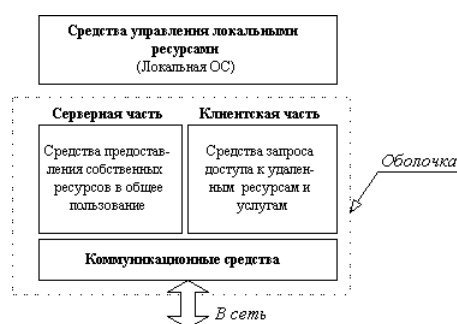 Средства управления локальными
ресурсами
(Локальная ОС)
Серверная часть
Клиентская часть
Средства предостав-
ления собственных
ресурсов в общее
пользование
Средства запроса
доступа к удален-
ным ресурсам и
услугам
Оболочка
Коммуникационные средства
В сеть